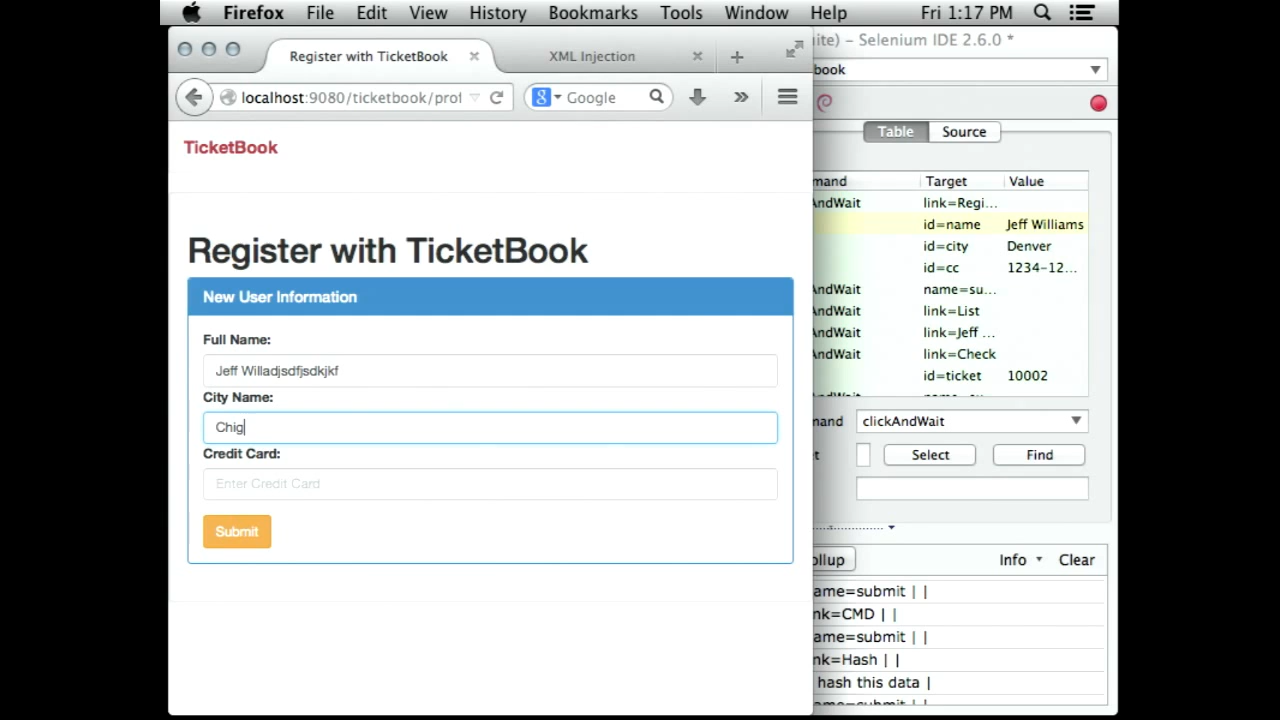 Firefox File Edit View History Bookmarks Tools Window Help Fri 1:17 PM
Register with TicketBook
XML Injection
uite) – Selenium IDE 2.6.0 *
localhost:9080/ticketbook/prof
Google
book
TicketBook
Table Source
Register with TicketBook
New User Information
Full Name:
Jeff Willadjsdfjsdkjkf
City Name:
Chig
Credit Card:
Enter Credit Card
Submit
mand Target Value
AndWait link=Regi...
id=name Jeff Williams
id=city Denver
id=cc 1234-12...
AndWait name=su...
AndWait link=List
AndWait link=Jeff ...
AndWait link=Check
id=ticket 10002
mand clickAndWait
et Select Find
ollup Info Clear
ame=submit | |
nk=CMD | |
ame=submit | |
nk=Hash | |
hash this data |
ame=submit | |